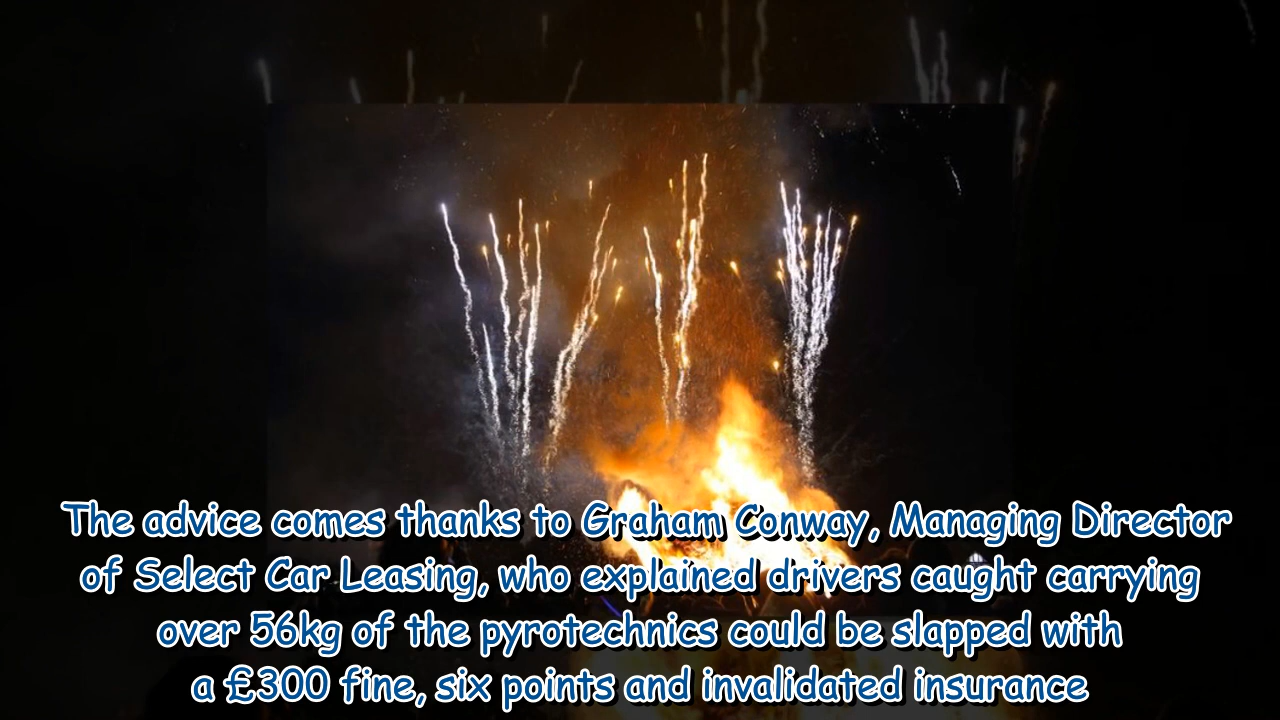 The advice comes thanks to Graham Conway, Managing Director
of Select Car Leasing, who explained drivers caught carrying
over 56kg of the pyrotechnics could be slapped with
a £300 fine, six points and invalidated insurance